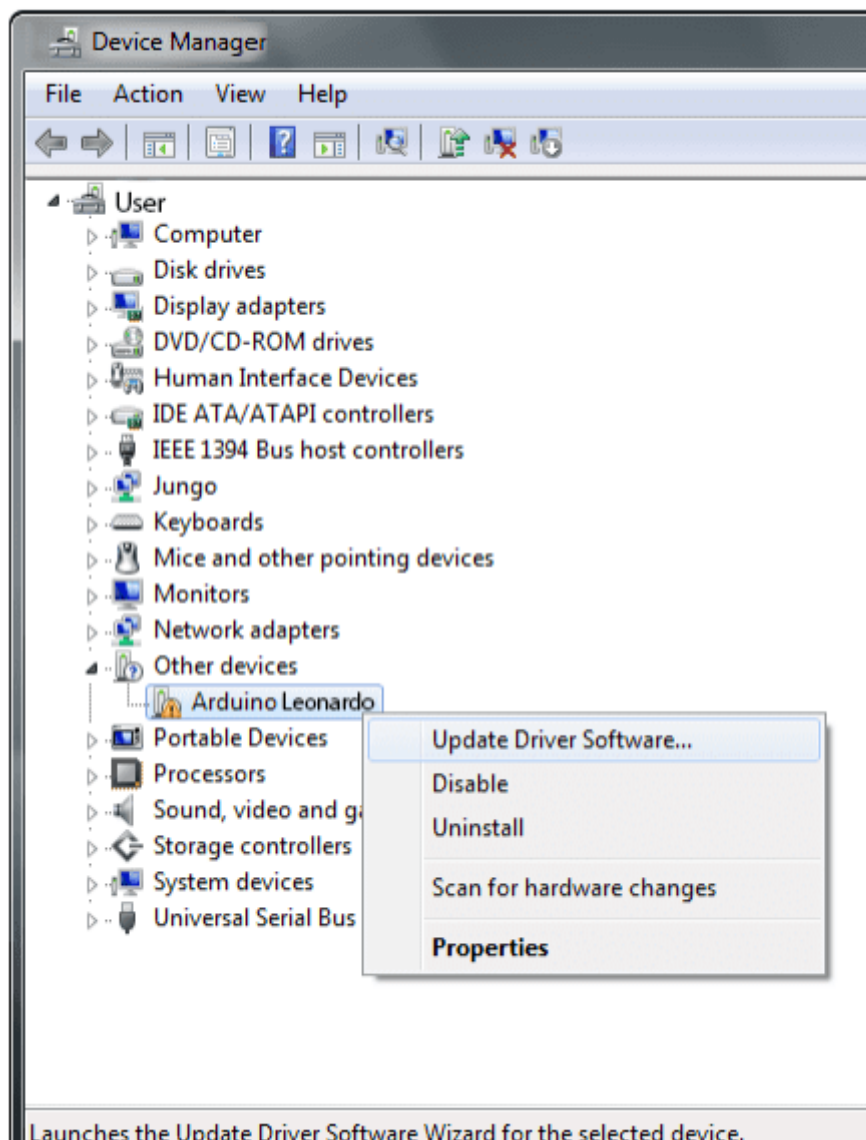 Device Manager
File Action View Help
User
Computer
Disk drives
Display adapters
DVD/CD-ROM drives
Human Interface Devices
IDE ATA/ATAPI controllers
IEEE 1394 Bus host controllers
Jungo
Keyboards
Mice and other pointing devices
Monitors
Network adapters
Other devices
Arduino Leonardo
Portable Devices
Update Driver Software...
Processors
Disable
Sound, video and ga
Uninstall
Storage controllers
System devices
Scan for hardware changes
Universal Serial Bus
Properties
Launches the Update Driver Software Wizard for the selected device.